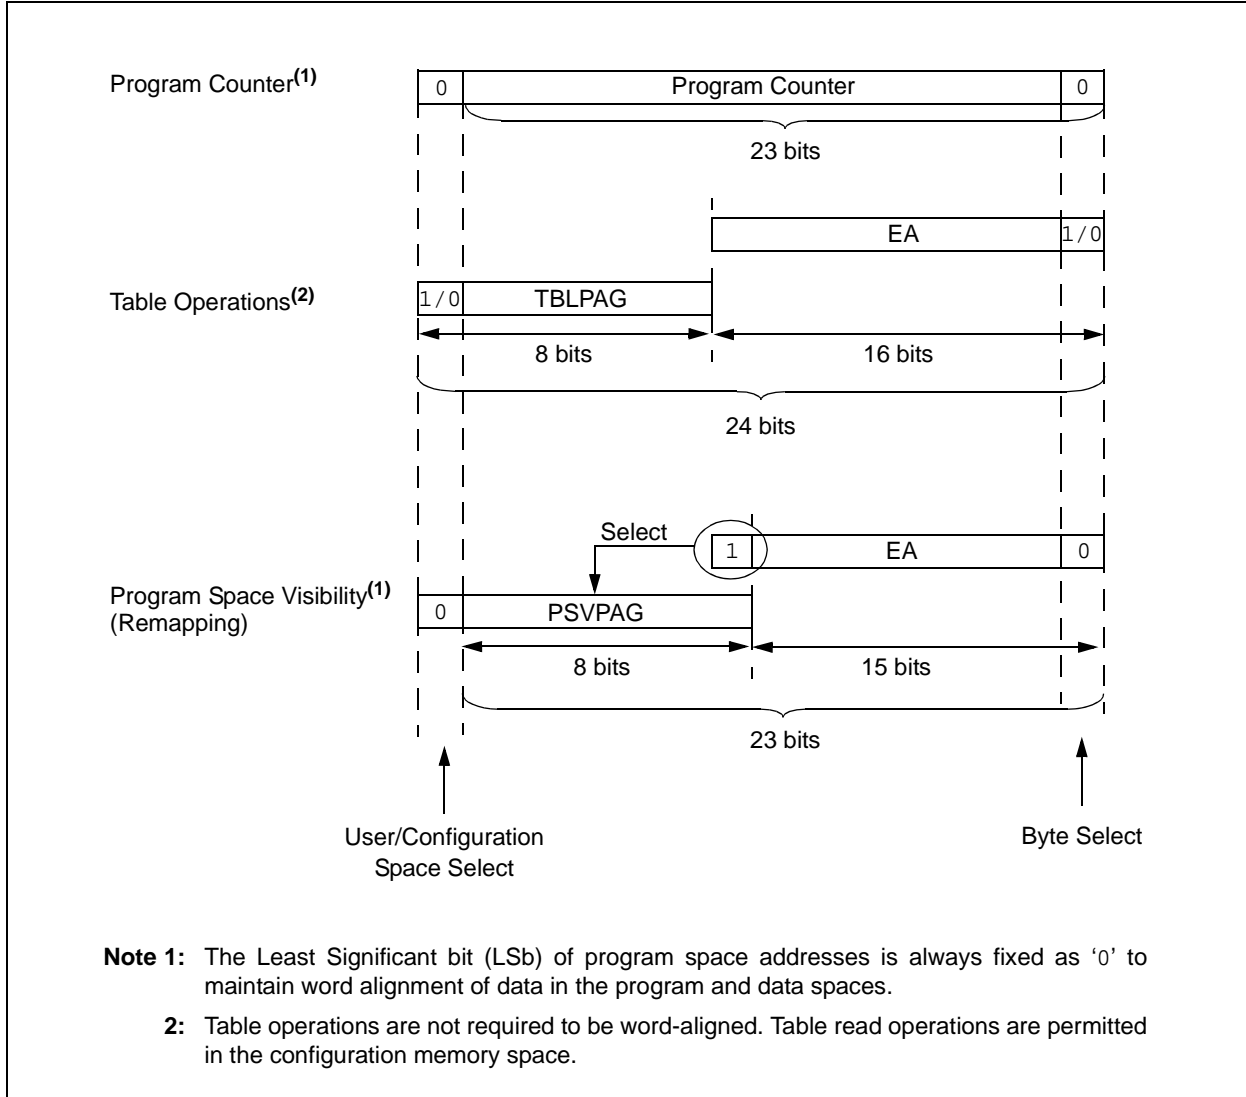 Program Counter(1)
0
Program Counter
0
23 bits
EA
1/0
Table Operations(2)
1/0
TBLPAG
8 bits
16 bits
24 bits
Select
1
EA
0
Program Space Visibility(1)
(Remapping)
0
PSVPAG
8 bits
15 bits
23 bits
User/Configuration
Space Select
Byte Select
Note 1: The Least Significant bit (LSb) of program space addresses is always fixed as ‘0’ to
maintain word alignment of data in the program and data spaces.
2: Table operations are not required to be word-aligned. Table read operations are permitted
in the configuration memory space.